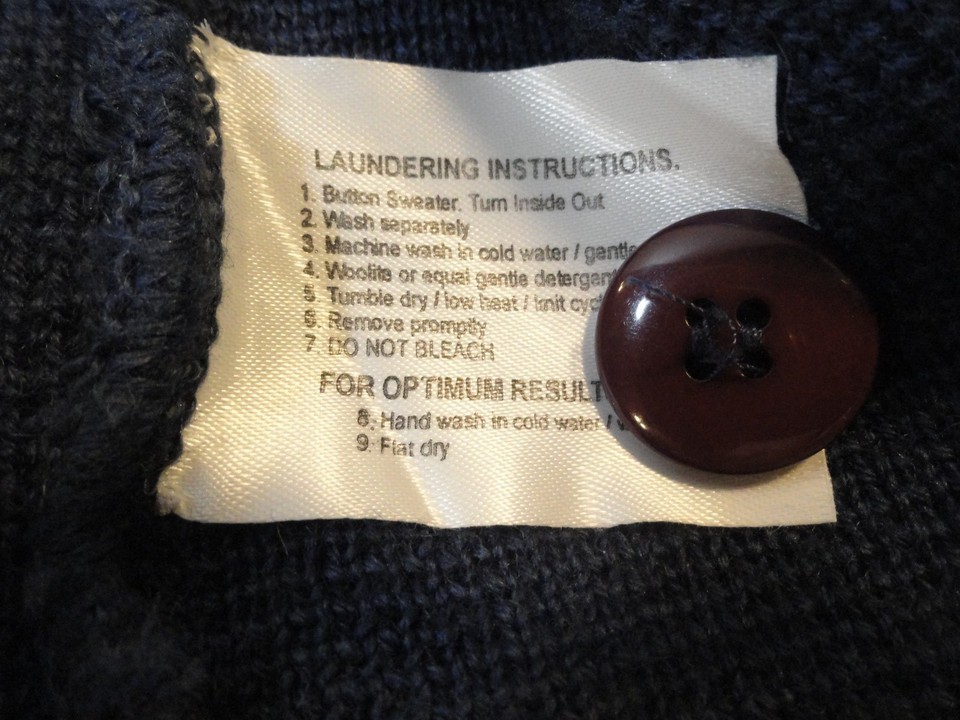 LAUNDERING INSTRUCTIONS.
1. Button Sweater. Turn Inside Out
2. Wash separately
3. Machine wash in cold water / gentle
4. Woolite or equal gentle detergent
5. Tumble dry / low heat / knit cyc
6. Remove promptly
7. DO NOT BLEACH
FOR OPTIMUM RESULT
8. Hand wash in cold water /
9. Flat dry